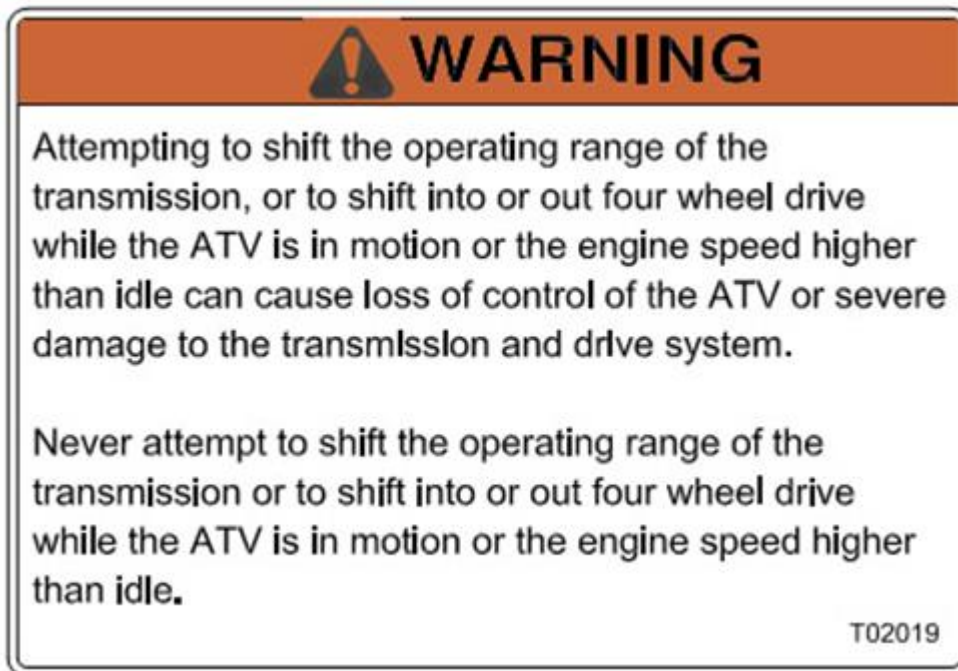 WARNING
Attempting to shift the operating range of the
transmission, or to shift into or out four wheel drive
while the ATV is in motion or the engine speed higher
than idle can cause loss of control of the ATV or severe
damage to the transmission and drive system.
Never attempt to shift the operating range of the
transmission or to shift into or out four wheel drive
while the ATV is in motion or the engine speed higher
than idle.
T02019